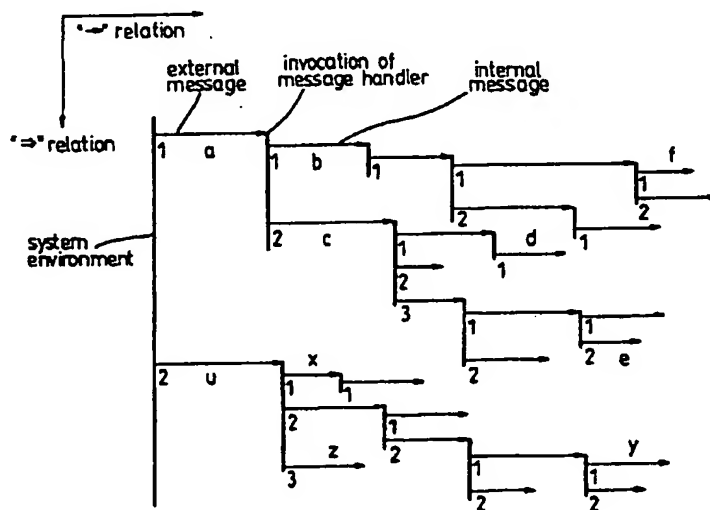 "→" relation
external message
invocation of message handler
internal message
"⇒" relation
1 a
1 b 1 1 1 f
2
2 1
2 c 1 d
1
2
3 1 1
2 e
2
system environment
2 u
1 x 1
2 1
2
3 z
1 1 y
2 2